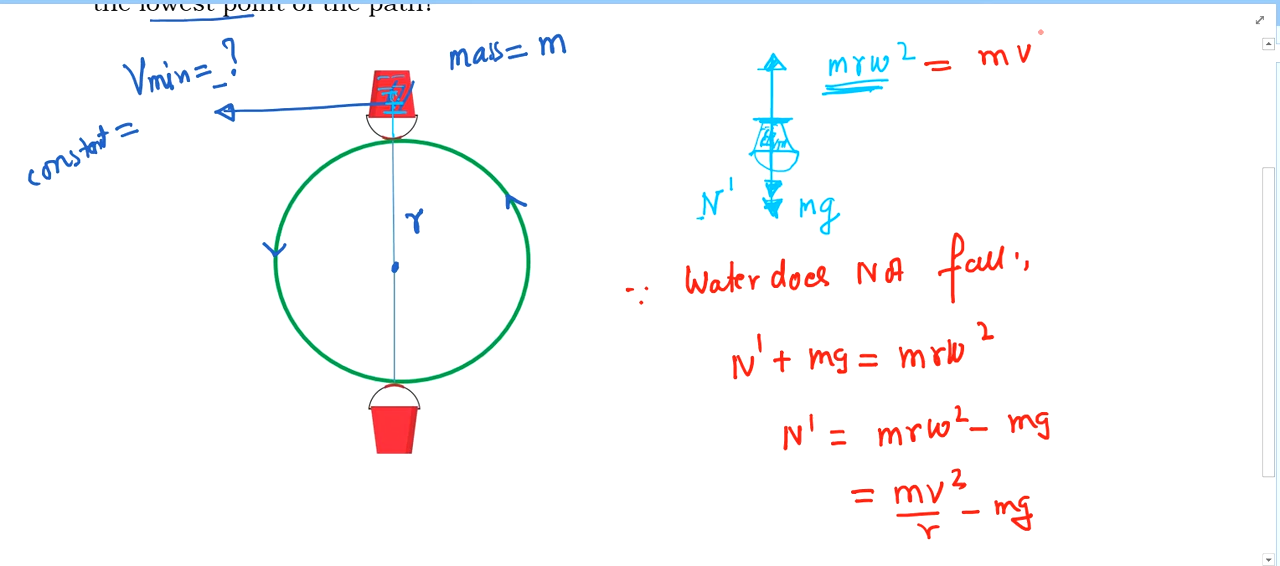 the lowest point of the path?
Vmin = ?
mass = m
constant =
r
mrω² = mv
N'
mg
∵ Water does NOt fall,
N' + mg = mrω²
N' = mrω² - mg
= mv²/r - mg